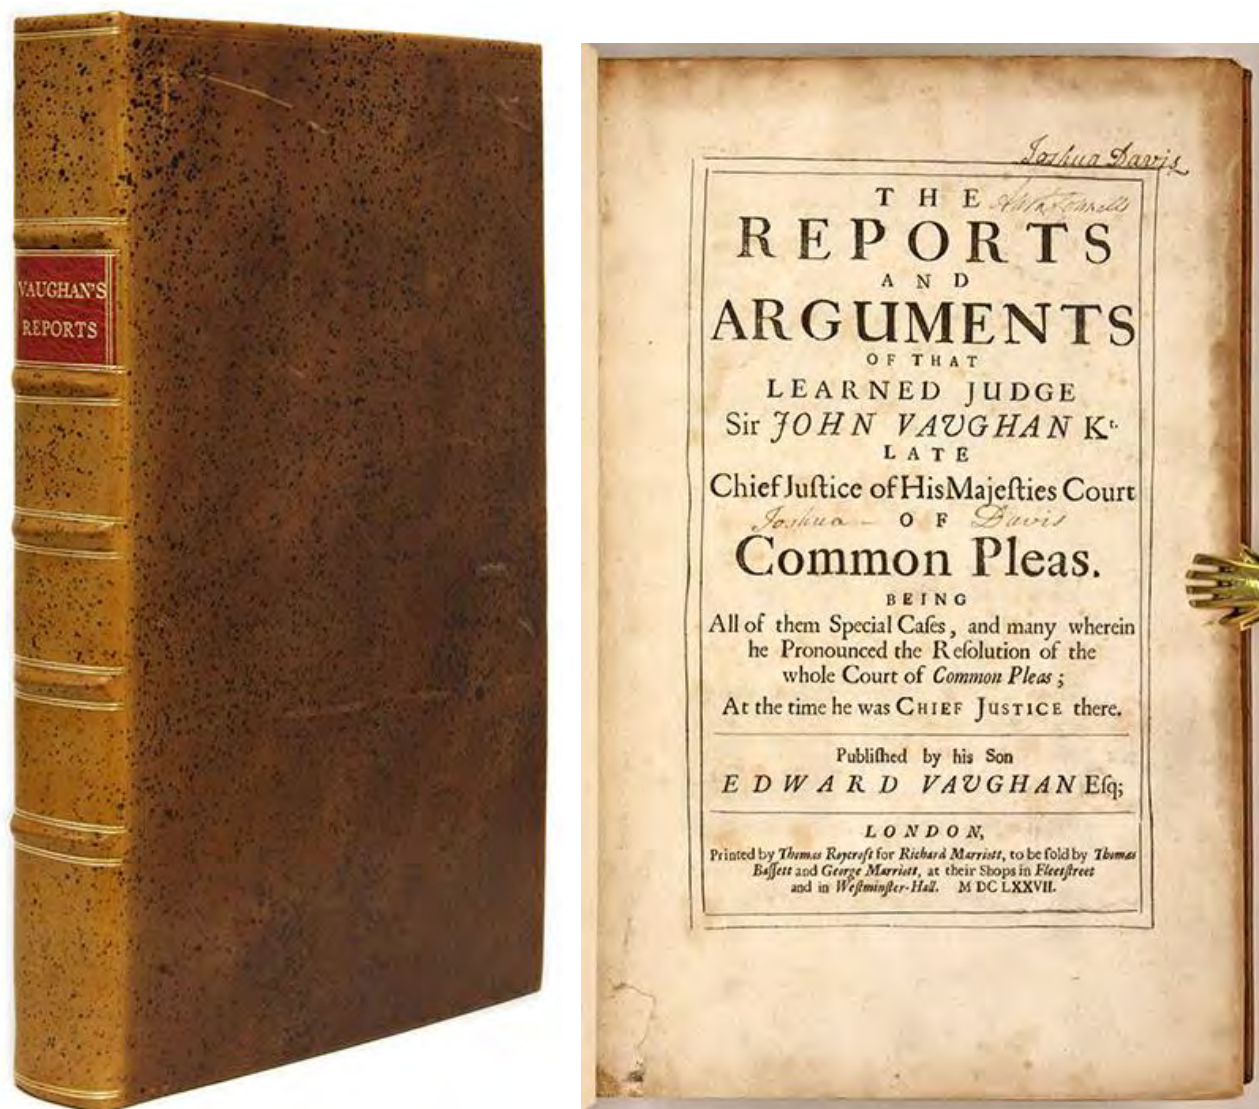 VAUGHAN'S
REPORTS
Joshua Davis
THE
REPORTS
AND
ARGUMENTS
OF THAT
LEARNED JUDGE
Sir JOHN VAUGHAN Kt.
LATE
Chief Juſtice of His Majeſties Court
Joshua - OF Davis
Common Pleas.
BEING
All of them Special Caſes, and many wherein
he Pronounced the Reſolution of the
whole Court of Common Pleas;
At the time he was CHIEF JUSTICE there.
Publiſhed by his Son
EDWARD VAUGHAN Eſq;
LONDON,
Printed by Thomas Roycroft for Richard Marriott, to be ſold by Thomas
Baſſett and George Marriott, at their Shops in Fleetſtreet
and in Weſtminſter-Hall. M DC LXXVII.